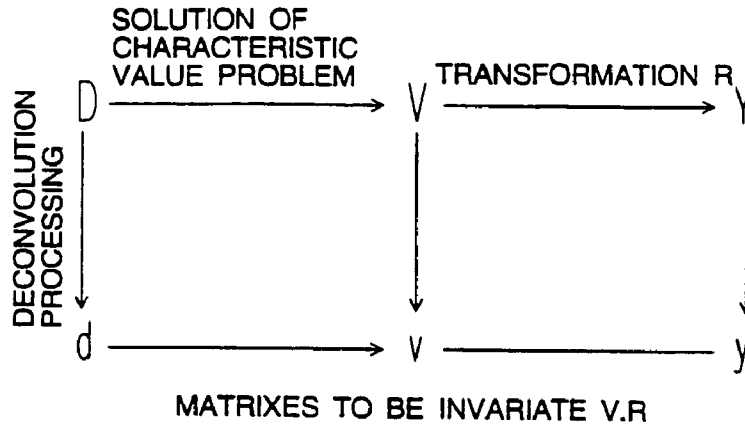 SOLUTION OF
CHARACTERISTIC
VALUE PROBLEM
TRANSFORMATION R
D
V
Y
DECONVOLUTION
PROCESSING
d
v
y
MATRIXES TO BE INVARIATE V.R